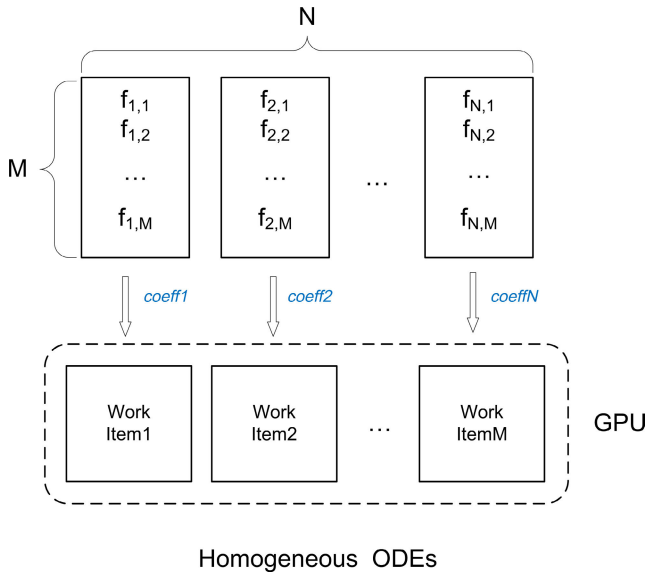 N
f1,1
f1,2
...
f1,M
f2,1
f2,2
...
f2,M
...
fN,1
fN,2
...
fN,M
M
coeff1
coeff2
coeffN
Work
Item1
Work
Item2
...
Work
ItemM
GPU
Homogeneous ODEs